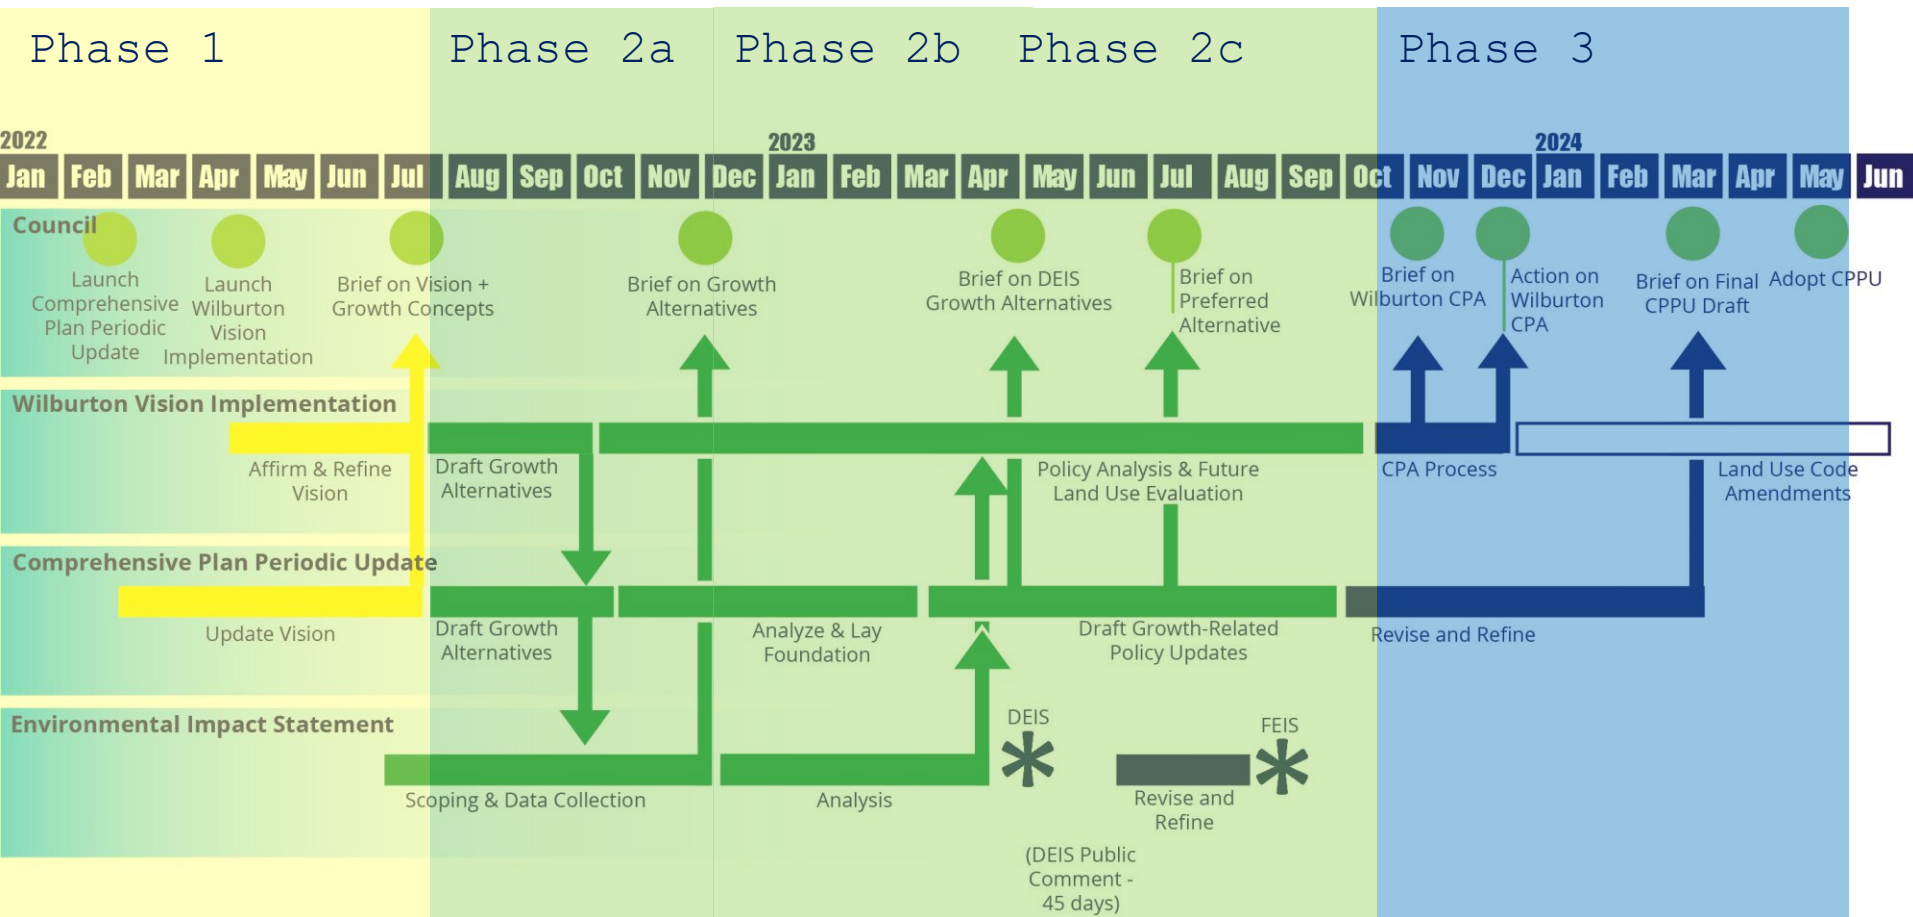 Phase 1
Phase 2a
Phase 2b
Phase 2c
Phase 3
2022
2023
2024
Jan Feb Mar Apr May Jun Jul Aug Sep Oct Nov Dec Jan Feb Mar Apr May Jun Jul Aug Sep Oct Nov Dec Jan Feb Mar Apr May Jun
Council
Launch
Comprehensive
Plan Periodic
Update
Launch
Wilburton
Vision
Implementation
Brief on Vision +
Growth Concepts
Brief on Growth
Alternatives
Brief on DEIS
Growth Alternatives
Brief on
Preferred
Alternative
Brief on
Wilburton CPA
Action on
Wilburton
CPA
Brief on Final
CPPU Draft
Adopt CPPU
Wilburton Vision Implementation
Affirm & Refine
Vision
Draft Growth
Alternatives
Policy Analysis & Future
Land Use Evaluation
CPA Process
Land Use Code
Amendments
Comprehensive Plan Periodic Update
Update Vision
Draft Growth
Alternatives
Analyze & Lay
Foundation
Draft Growth-Related
Policy Updates
Revise and Refine
Environmental Impact Statement
Scoping & Data Collection
Analysis
DEIS
Revise and
Refine
FEIS
(DEIS Public
Comment -
45 days)